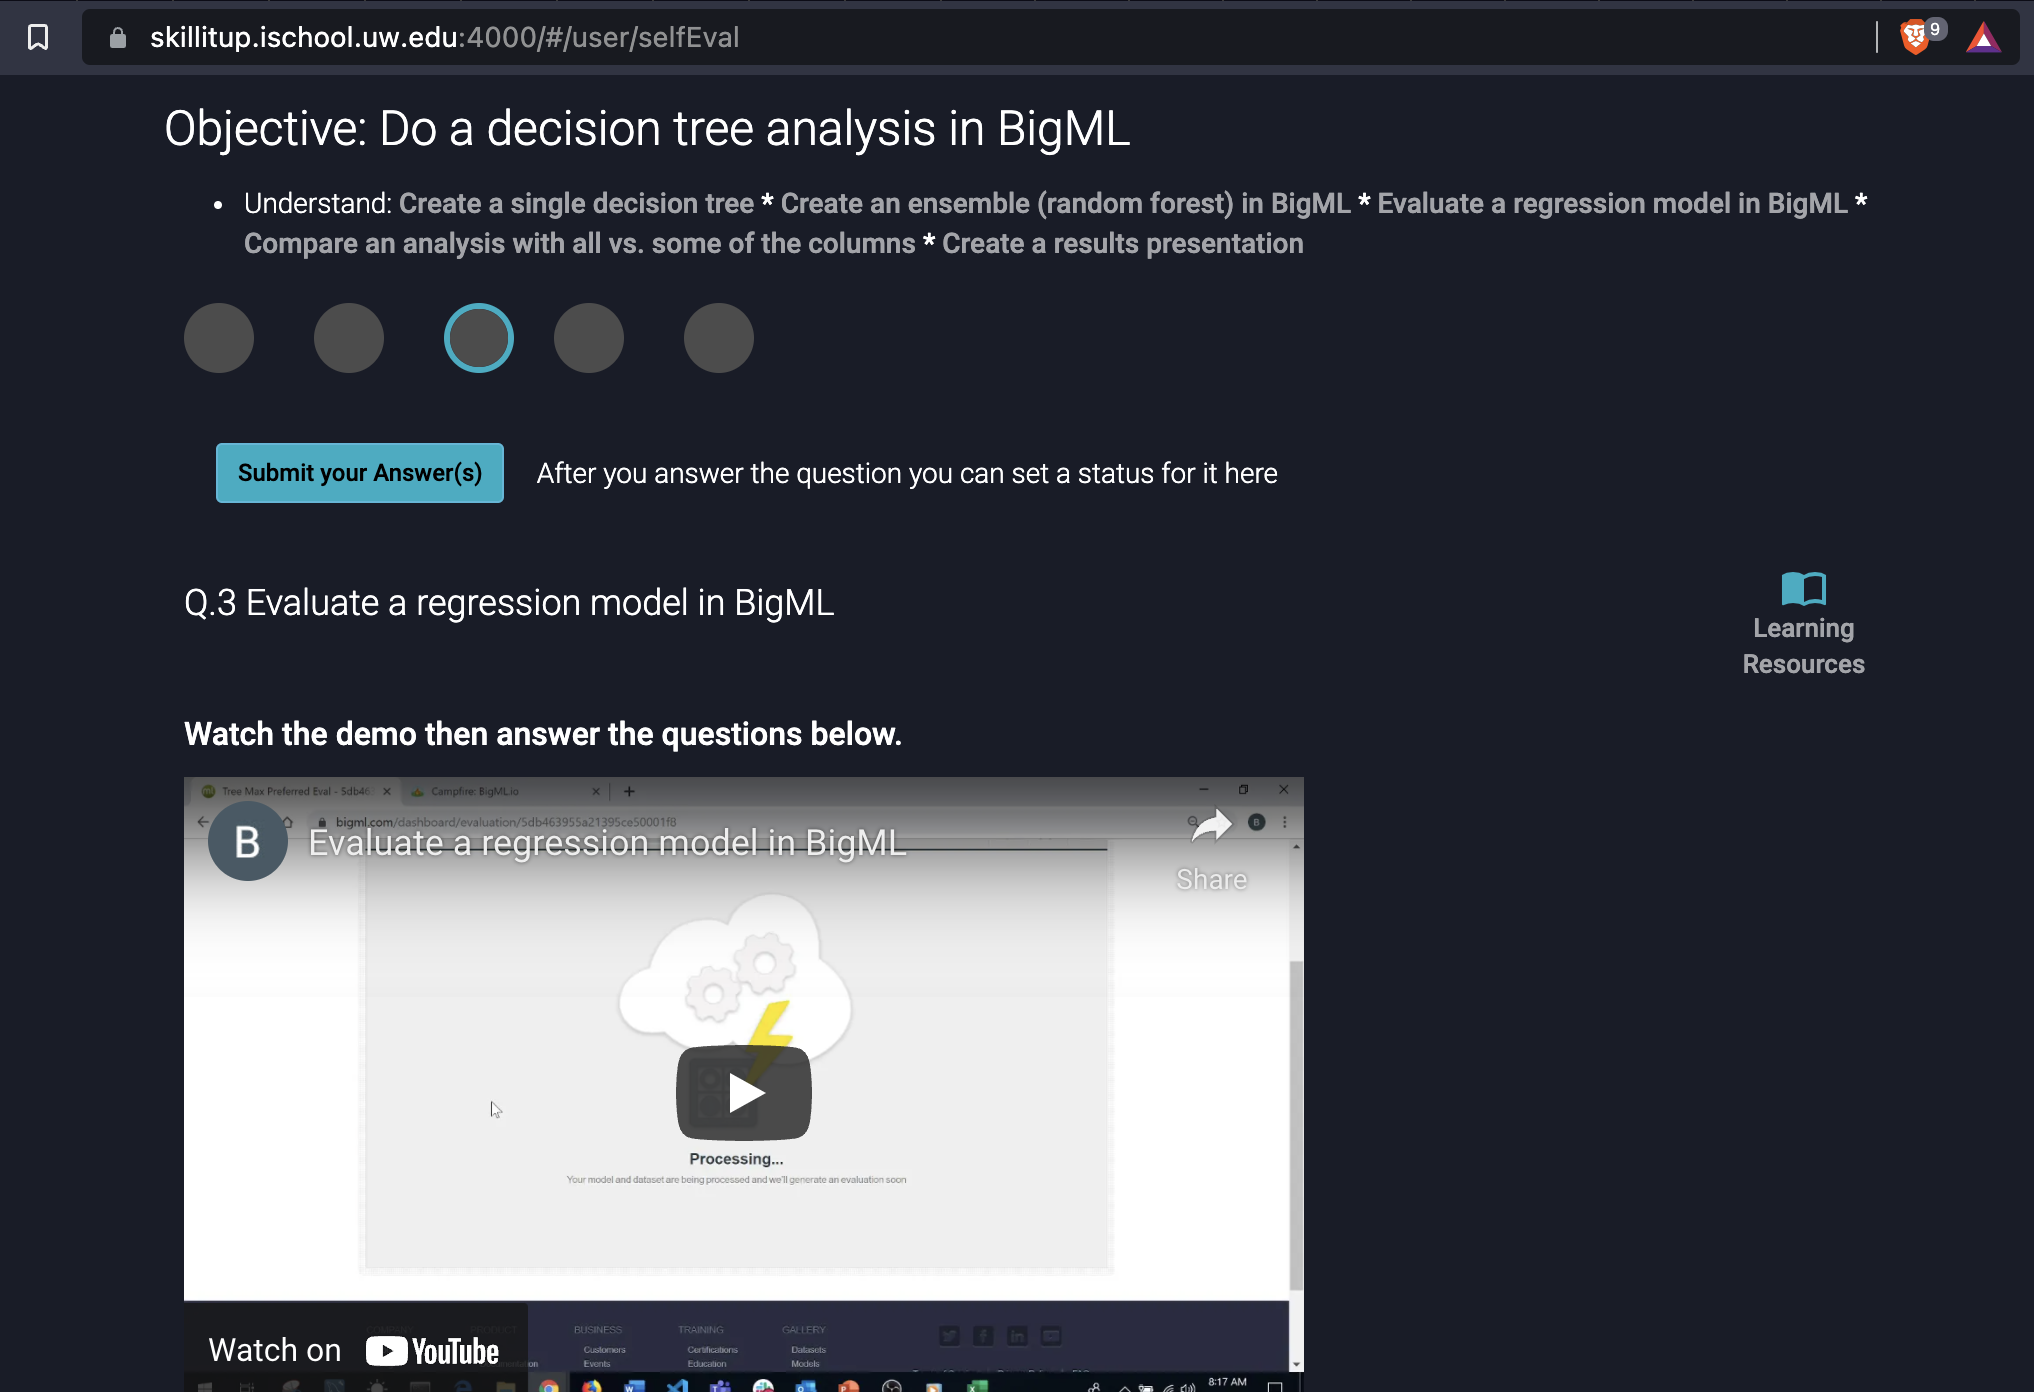 skillitup.ischool.uw.edu:4000/#/user/selfEval
9
Objective: Do a decision tree analysis in BigML
Understand: Create a single decision tree * Create an ensemble (random forest) in BigML * Evaluate a regression model in BigML *
Compare an analysis with all vs. some of the columns * Create a results presentation
Submit your Answer(s)
After you answer the question you can set a status for it here
Q.3 Evaluate a regression model in BigML
Learning
Resources
Watch the demo then answer the questions below.
Tree Max Preferred Eval - 5db46
Campfire: BigML.io
bigml.com/dashboard/evaluation/5db463955a21395ce50001f8
B
B
Evaluate a regression model in BigML
Share
Processing...
Your model and dataset are being processed and we'll generate an evaluation soon
BUSINESS
TRAINING
GALLERY
Customers
Certifications
Datasets
Events
Education
Models
Watch on YouTube
8:17 AM